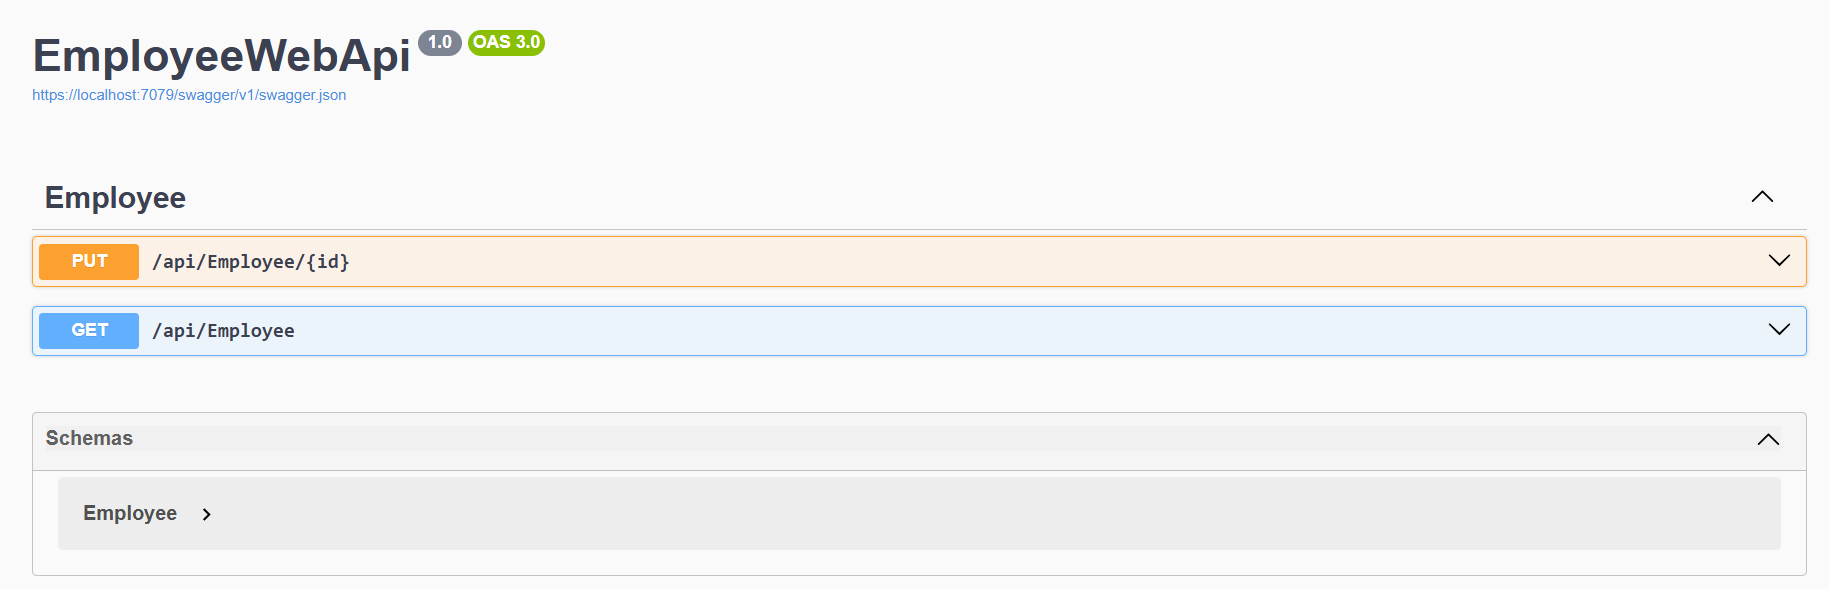 EmployeeWebApi 1.0 OAS 3.0
https://localhost:7079/swagger/v1/swagger.json
Employee
PUT /api/Employee/{id}
GET /api/Employee
Schemas
Employee